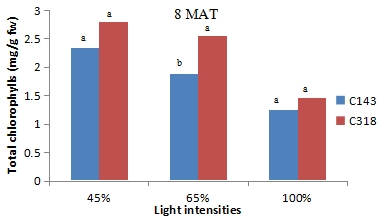 8 MAT
Total chlorophylls (mg/g fw)
3
2.5
2
1.5
1
0.5
0
a
a
b
a
a
a
45%
65%
100%
Light intensities
C143
C318